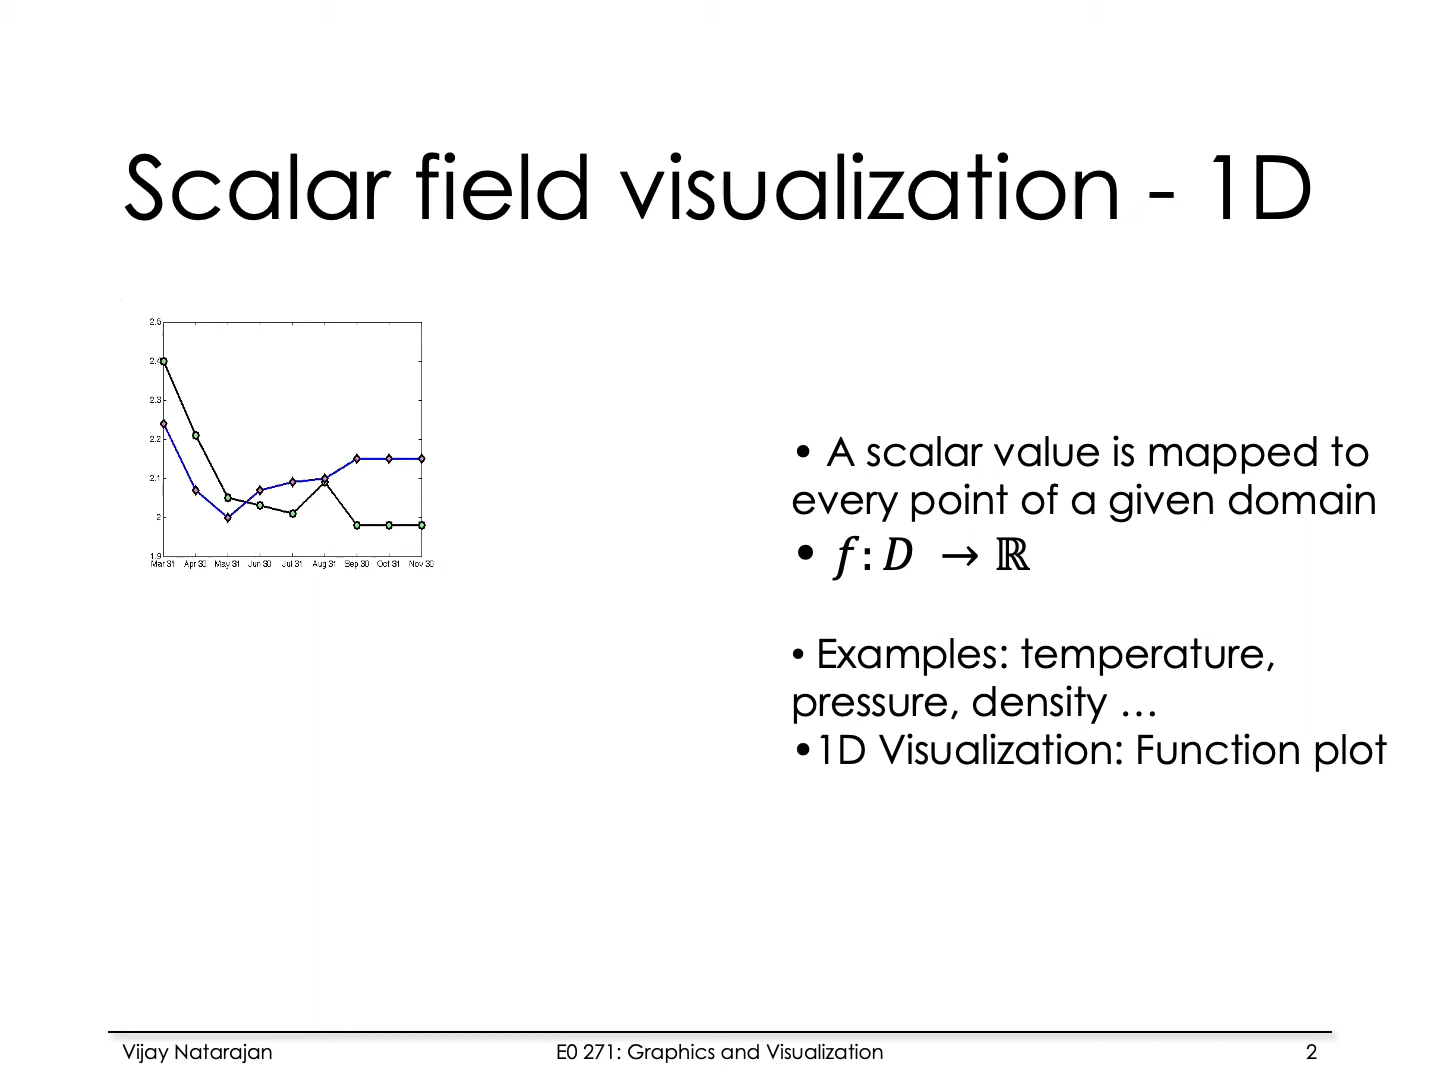 Scalar field visualization - 1D
2.5
2.4
2.3
2.2
2.1
2
1.9
Mar 31 Apr 30 May 31 Jun 30 Jul 31 Aug 31 Sep 30 Oct 31 Nov 30
• A scalar value is mapped to
every point of a given domain
• f: D → ℝ
• Examples: temperature,
pressure, density …
•1D Visualization: Function plot
Vijay Natarajan E0 271: Graphics and Visualization 2